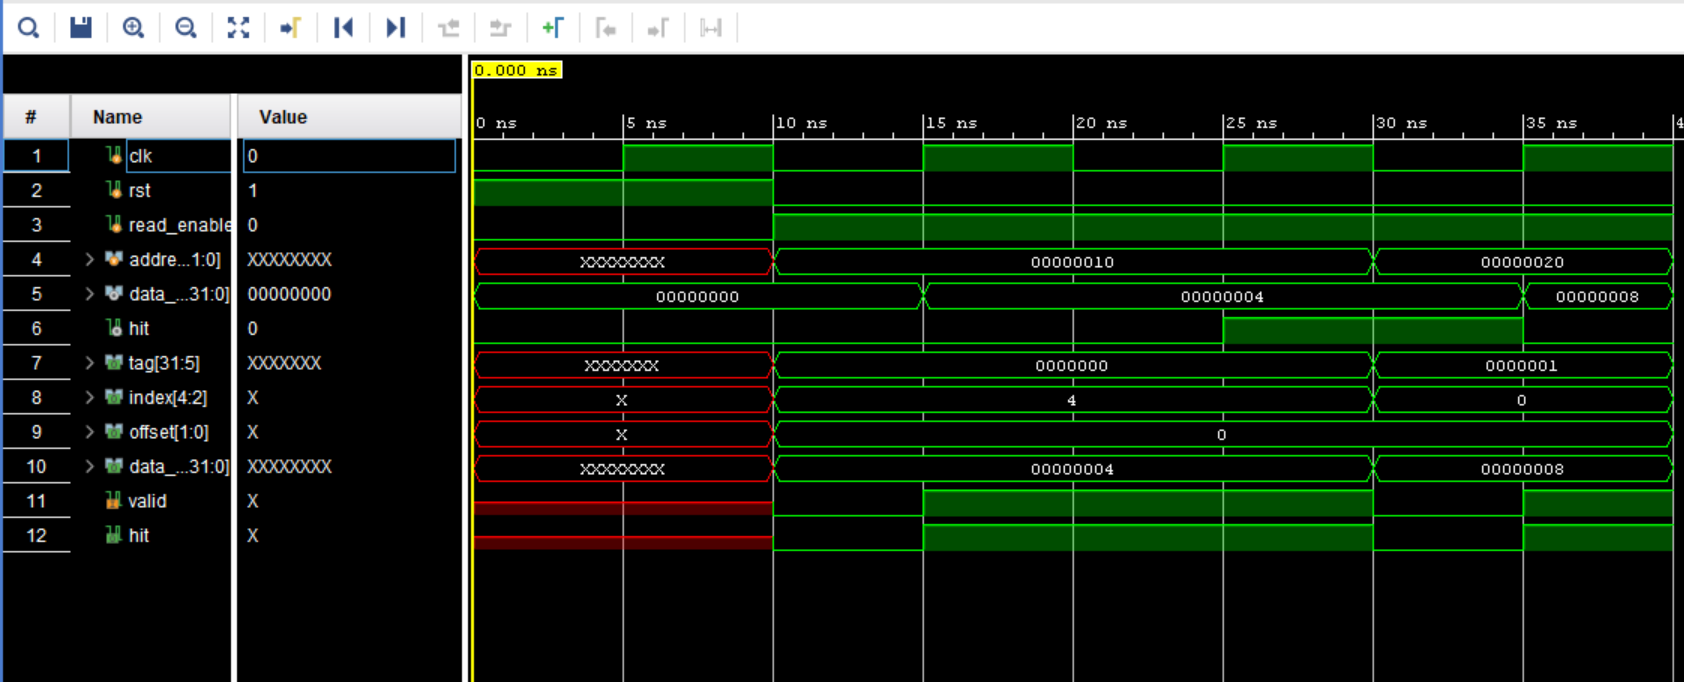 0.000 ns
# Name Value
0 ns 5 ns 10 ns 15 ns 20 ns 25 ns 30 ns 35 ns 4
1 clk 0
2 rst 1
3 read_enable 0
4 addre...1:0] XXXXXXXX XXXXXXXX 00000010 00000020
5 data_...31:0] 00000000 00000000 00000004 00000008
6 hit 0
7 tag[31:5] XXXXXXX XXXXXXX 0000000 0000001
8 index[4:2] X X 4 0
9 offset[1:0] X X 0
10 data_...31:0] XXXXXXXX XXXXXXXX 00000004 00000008
11 valid X
12 hit X